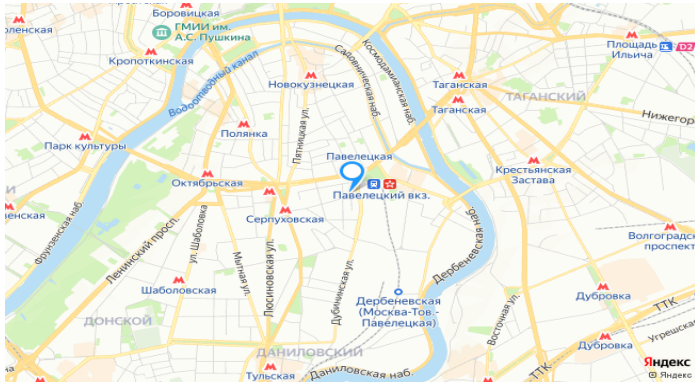 Боровицкая
ГМИИ им.
А.С. Пушкина
Кропоткинская
Водоотводный канал
Новокузнецкая
Садовническая наб.
Космодамианская наб.
Площадь
Ильича
D2
Таганская
Таганская
ТАГАНСКИЙ
Нижегор
Полянка
Пятницкая ул.
Парк культуры
Павелецкая
Крестьянская
Застава
Октябрьская
Павелецкий вкз.
Серпуховская
Фрунзенская наб.
Ленинский просп.
ул. Шаболовка
Мытная ул.
Люсиновская ул.
Дубининская ул.
Дербеневская наб.
Волгоградс
проспект
Шаболовская
Дербеневская
(Москва-Тов.-
Павелецкая)
Восточная ул.
Дубровка
ТТК
Угрешская
ДОНСКОЙ
ДАНИЛОВСКИЙ
Дубровка
ТТК
Тульская
Даниловская наб.
Яндекс
© Яндекс